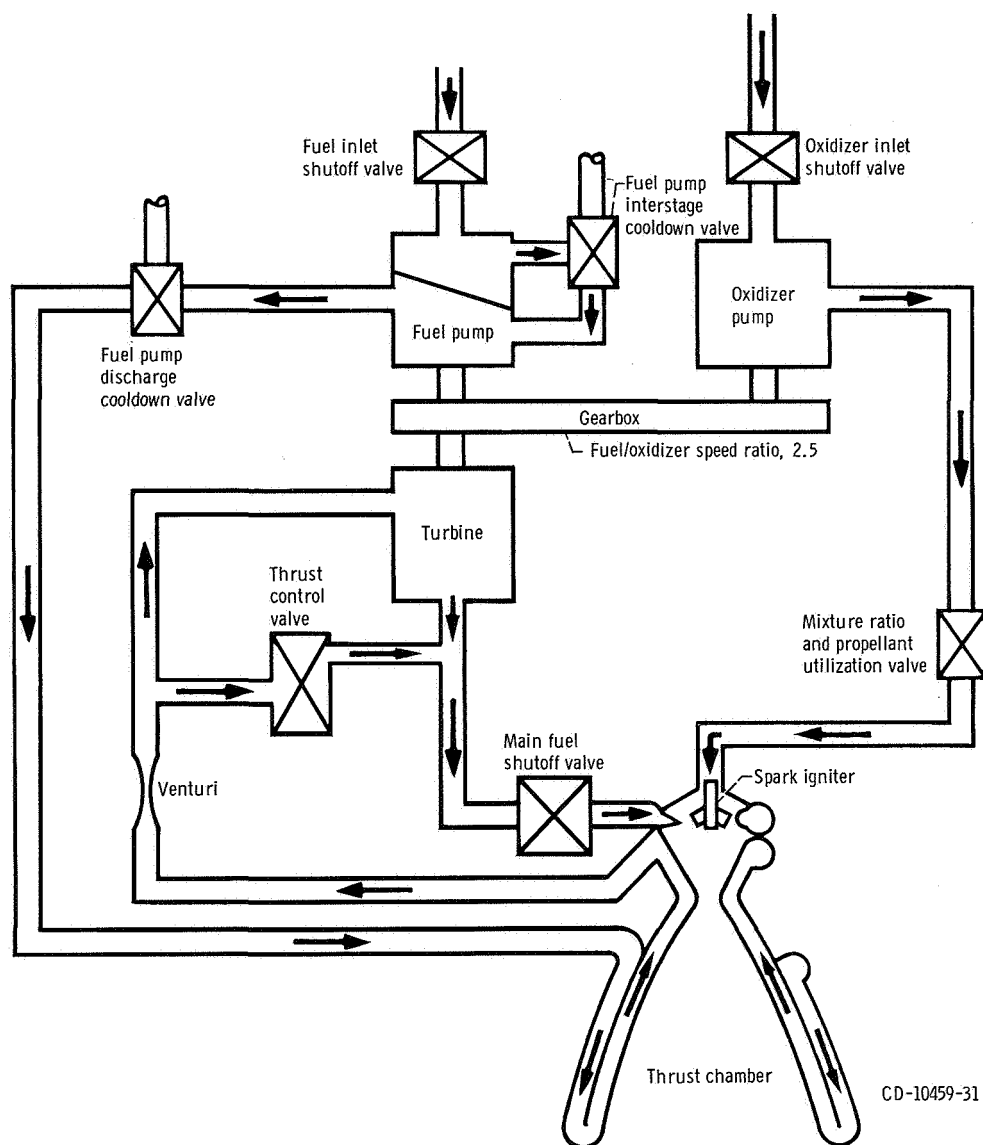 Fuel inlet
shutoff valve
Oxidizer inlet
shutoff valve
Fuel pump
interstage
cooldown valve
Oxidizer
pump
Fuel pump
Fuel pump
discharge
cooldown valve
Gearbox
Fuel/oxidizer speed ratio, 2.5
Turbine
Thrust
control
valve
Mixture ratio
and propellant
utilization valve
Main fuel
shutoff valve
Spark igniter
Venturi
Thrust chamber
CD-10459-31